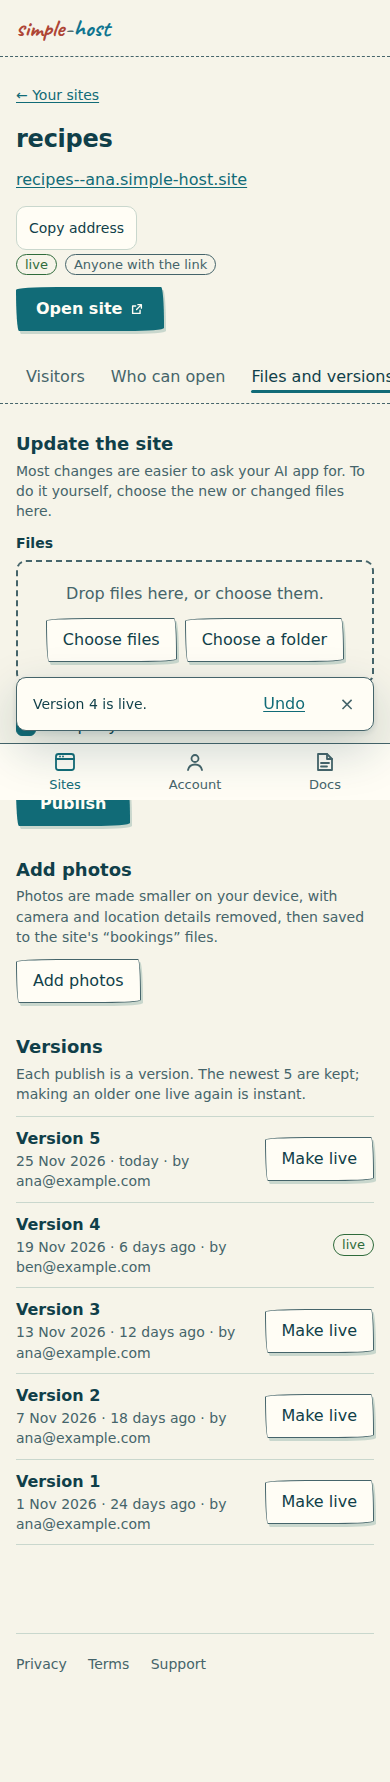 simple-host
← Your sites
recipes
recipes--ana.simple-host.site
Copy address
live Anyone with the link
Open site
Visitors Who can open Files and versions
Update the site
Most changes are easier to ask your AI app for. To
do it yourself, choose the new or changed files
here.
Files
Drop files here, or choose them.
Choose files Choose a folder
Version 4 is live. Undo ×
Sites Account Docs
Publish
Add photos
Photos are made smaller on your device, with
camera and location details removed, then saved
to the site's “bookings” files.
Add photos
Versions
Each publish is a version. The newest 5 are kept;
making an older one live again is instant.
Version 5
25 Nov 2026 · today · by
ana@example.com
Make live
Version 4
19 Nov 2026 · 6 days ago · by
ben@example.com
live
Version 3
13 Nov 2026 · 12 days ago · by
ana@example.com
Make live
Version 2
7 Nov 2026 · 18 days ago · by
ana@example.com
Make live
Version 1
1 Nov 2026 · 24 days ago · by
ana@example.com
Make live
Privacy Terms Support